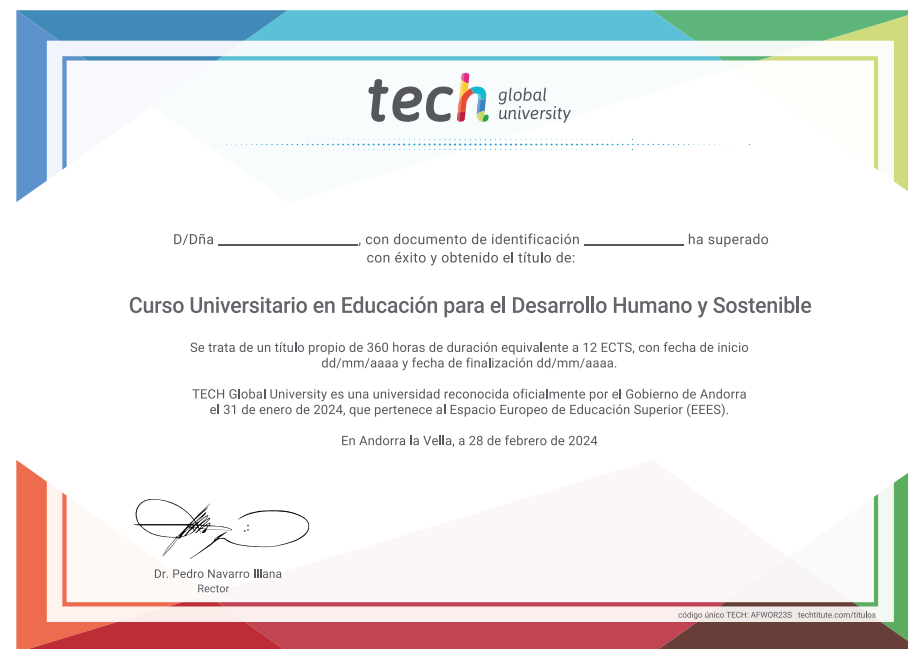 tech global university
D/Dña ______________, con documento de identificación __________ ha superado
con éxito y obtenido el título de:
Curso Universitario en Educación para el Desarrollo Humano y Sostenible
Se trata de un título propio de 360 horas de duración equivalente a 12 ECTS, con fecha de inicio
dd/mm/aaaa y fecha de finalización dd/mm/aaaa.
TECH Global University es una universidad reconocida oficialmente por el Gobierno de Andorra
el 31 de enero de 2024, que pertenece al Espacio Europeo de Educación Superior (EEES).
En Andorra la Vella, a 28 de febrero de 2024
Dr. Pedro Navarro Illana
Rector
código único TECH: AFWOR23S techtitute.com/titulos